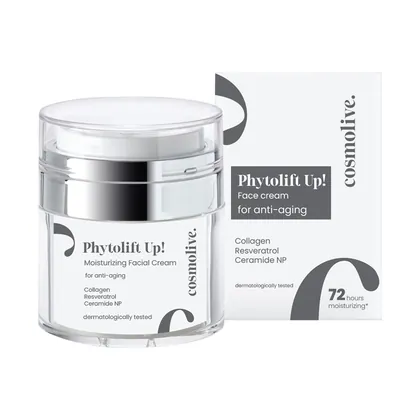 Phytolift Up!
Moisturizing Facial Cream
for anti-aging
Collagen
Resveratrol
Ceramide NP
dermatologically tested
cosmolive.
Phytolift Up!
Face cream
for anti-aging
Collagen
Resveratrol
Ceramide NP
dermatologically tested
72 hours
moisturizing*
cosmolive.